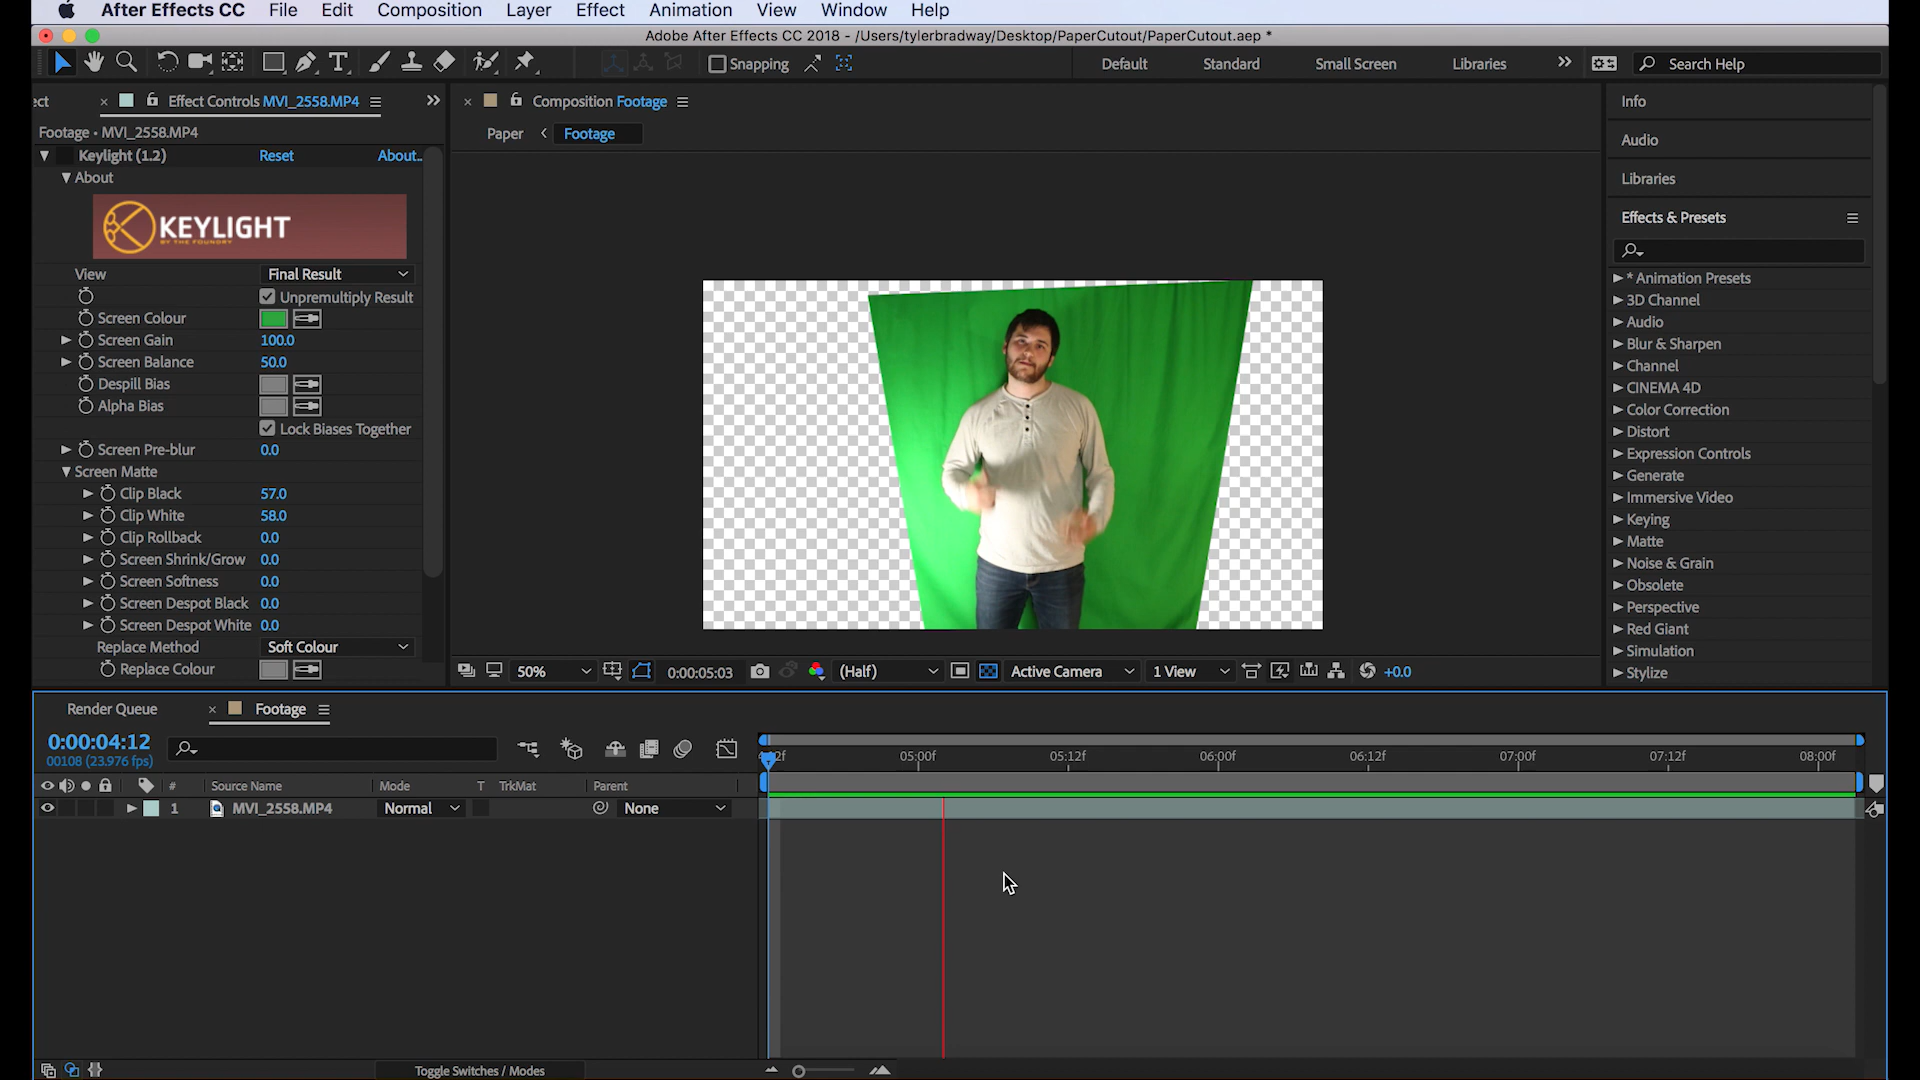 After Effects CC File Edit Composition Layer Effect Animation View Window Help
Adobe After Effects CC 2018 - /Users/tylerbradway/Desktop/PaperCutout/PaperCutout.aep *
Snapping Default Standard Small Screen Libraries Search Help
ect Effect Controls MVI_2558.MP4
Footage • MVI_2558.MP4
Keylight (1.2) Reset About..
About
KEYLIGHT
BY THE FOUNDRY
View Final Result
Unpremultiply Result
Screen Colour
Screen Gain 100.0
Screen Balance 50.0
Despill Bias
Alpha Bias
Lock Biases Together
Screen Pre-blur 0.0
Screen Matte
Clip Black 57.0
Clip White 58.0
Clip Rollback 0.0
Screen Shrink/Grow 0.0
Screen Softness 0.0
Screen Despot Black 0.0
Screen Despot White 0.0
Replace Method Soft Colour
Replace Colour
Composition Footage
Paper Footage
50% 0:00:05:03 (Half) Active Camera 1 View +0.0
Info
Audio
Libraries
Effects & Presets
* Animation Presets
3D Channel
Audio
Blur & Sharpen
Channel
CINEMA 4D
Color Correction
Distort
Expression Controls
Generate
Immersive Video
Keying
Matte
Noise & Grain
Obsolete
Perspective
Red Giant
Simulation
Stylize
Render Queue Footage
0:00:04:12
00108 (23.976 fps)
2f 05:00f 05:12f 06:00f 06:12f 07:00f 07:12f 08:00f
# Source Name Mode T TrkMat Parent
1 MVI_2558.MP4 Normal None
Toggle Switches / Modes